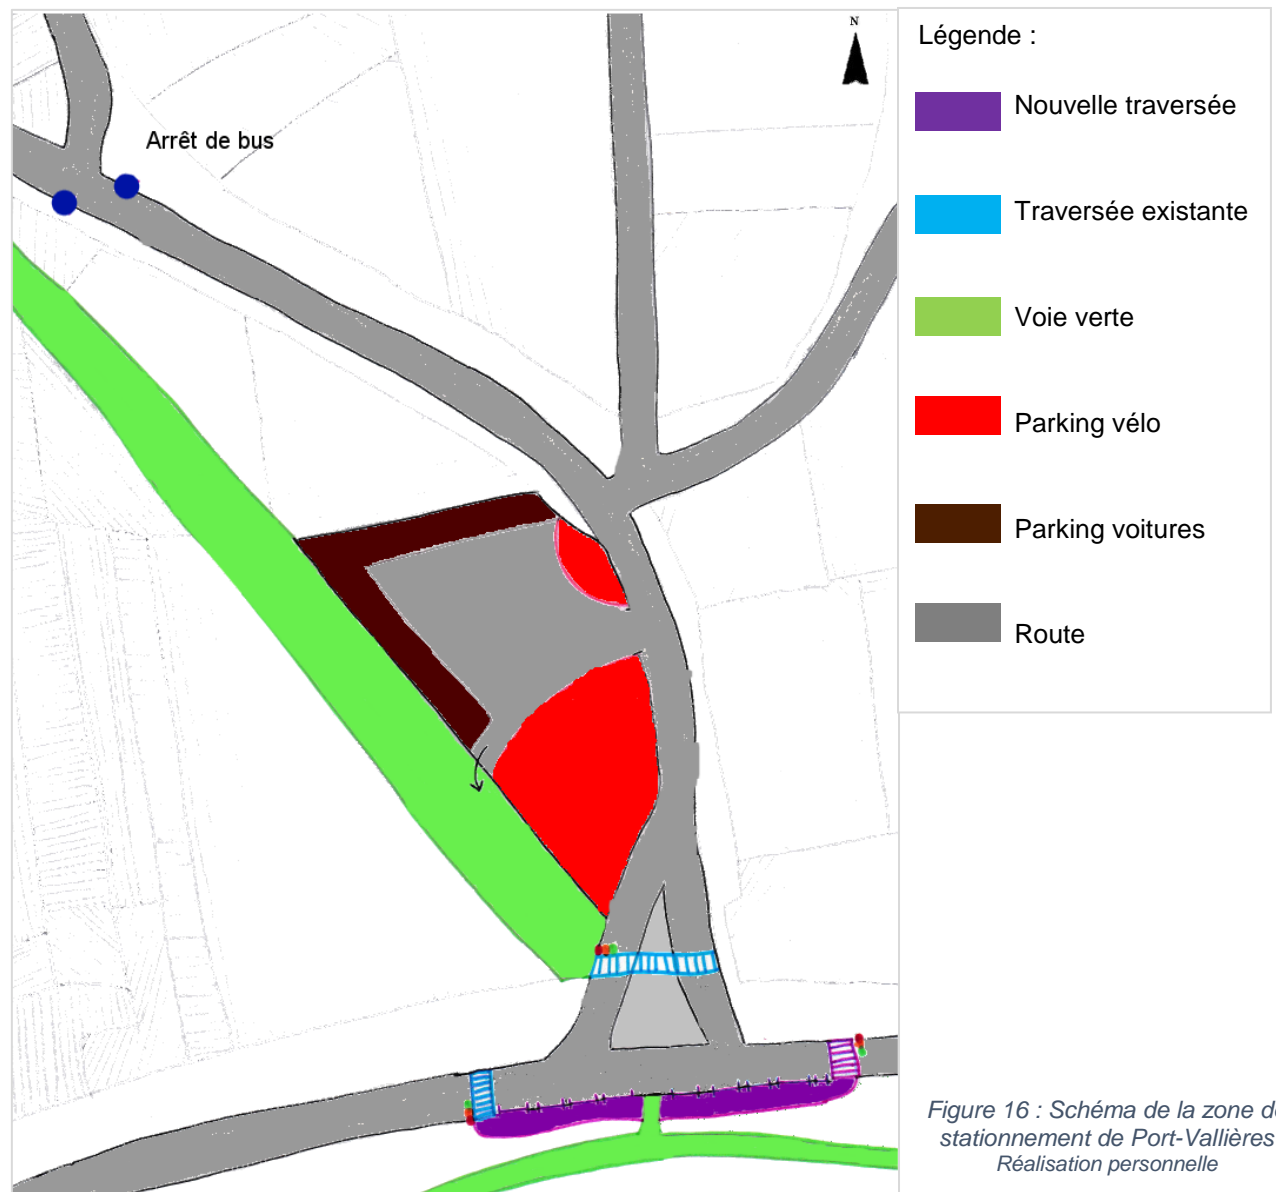 N
Arrêt de bus
Légende :
Nouvelle traversée
Traversée existante
Voie verte
Parking vélo
Parking voitures
Route
Figure 16 : Schéma de la zone de
stationnement de Port-Vallières
Réalisation personnelle